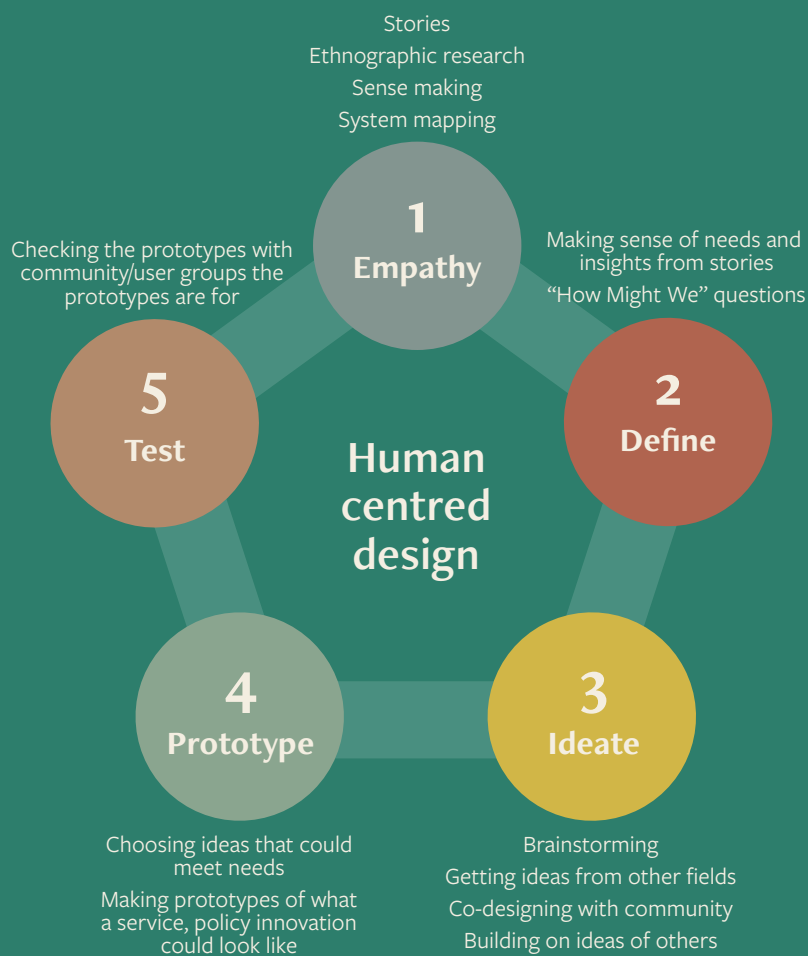 Stories
Ethnographic research
Sense making
System mapping
1
Empathy
Making sense of needs and
insights from stories
“How Might We” questions
2
Define
Checking the prototypes with
community/user groups the
prototypes are for
5
Test
Human
centred
design
4
Prototype
Choosing ideas that could
meet needs
Making prototypes of what
a service, policy innovation
could look like
3
Ideate
Brainstorming
Getting ideas from other fields
Co-designing with community
Building on ideas of others